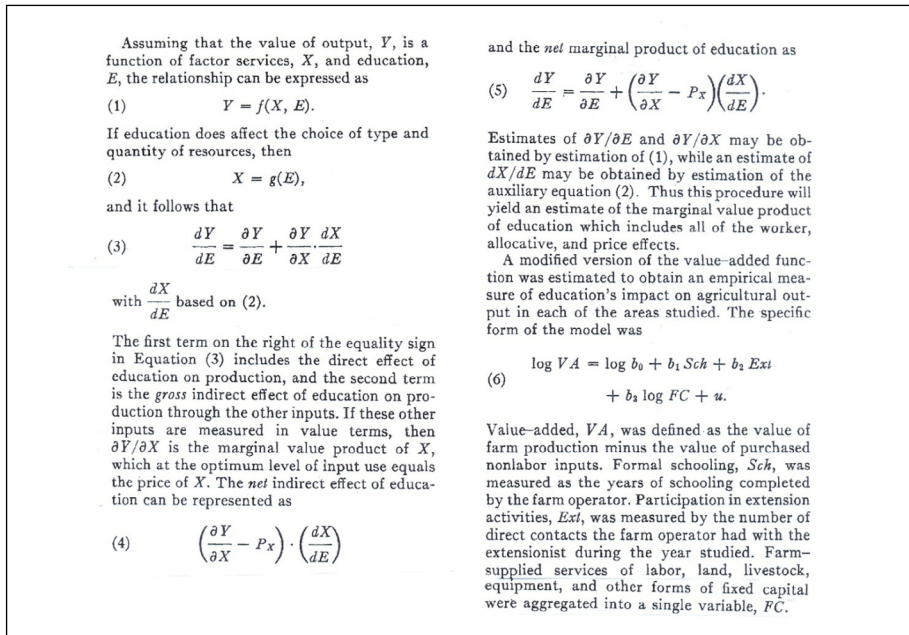 Assuming that the value of output, Y, is a
function of factor services, X, and education,
E, the relationship can be expressed as
(1) Y = f(X, E).
If education does affect the choice of type and
quantity of resources, then
(2) X = g(E),
and it follows that
(3) dY/dE = ∂Y/∂E + ∂Y/∂X · dX/dE
with dX/dE based on (2).
The first term on the right of the equality sign
in Equation (3) includes the direct effect of
education on production, and the second term
is the gross indirect effect of education on pro-
duction through the other inputs. If these other
inputs are measured in value terms, then
∂Y/∂X is the marginal value product of X,
which at the optimum level of input use equals
the price of X. The net indirect effect of educa-
tion can be represented as
(4) (∂Y/∂X − Px) · (dX/dE)
and the net marginal product of education as
(5) dY/dE = ∂Y/∂E + (∂Y/∂X − Px)(dX/dE).
Estimates of ∂Y/∂E and ∂Y/∂X may be ob-
tained by estimation of (1), while an estimate of
dX/dE may be obtained by estimation of the
auxiliary equation (2). Thus this procedure will
yield an estimate of the marginal value product
of education which includes all of the worker,
allocative, and price effects.
A modified version of the value-added func-
tion was estimated to obtain an empirical mea-
sure of education's impact on agricultural out-
put in each of the areas studied. The specific
form of the model was
log VA = log b₀ + b₁ Sch + b₂ Ext
(6)
+ b₃ log FC + u.
Value-added, VA, was defined as the value of
farm production minus the value of purchased
nonlabor inputs. Formal schooling, Sch, was
measured as the years of schooling completed
by the farm operator. Participation in extension
activities, Ext, was measured by the number of
direct contacts the farm operator had with the
extensionist during the year studied. Farm-
supplied services of labor, land, livestock,
equipment, and other forms of fixed capital
were aggregated into a single variable, FC.